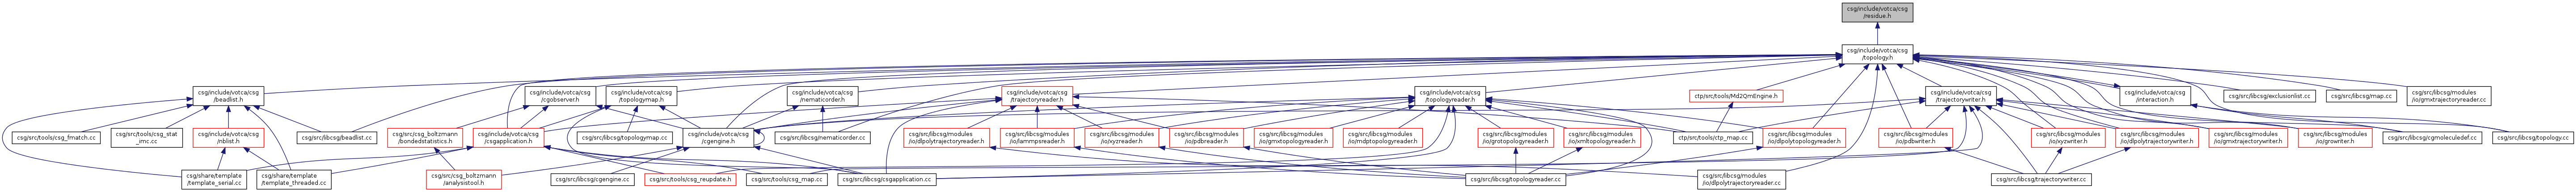 csg/include/votca/csg
/residue.h
csg/include/votca/csg
/topology.h
csg/include/votca/csg
/beadlist.h
csg/include/votca/csg
/cgobserver.h
csg/include/votca/csg
/topologymap.h
csg/include/votca/csg
/nematicorder.h
csg/include/votca/csg
/trajectoryreader.h
csg/include/votca/csg
/topologyreader.h
ctp/src/tools/Md2QmEngine.h
csg/include/votca/csg
/trajectorywriter.h
csg/include/votca/csg
/interaction.h
csg/src/libcsg/exclusionlist.cc
csg/src/libcsg/map.cc
csg/src/libcsg/modules
/io/gmxtrajectoryreader.cc
csg/src/tools/csg_fmatch.cc
csg/src/tools/csg_stat
_imc.cc
csg/include/votca/csg
/nblist.h
csg/src/libcsg/beadlist.cc
csg/src/csg_boltzmann
/bondedstatistics.h
csg/include/votca/csg
/csgapplication.h
csg/src/libcsg/topologymap.cc
csg/include/votca/csg
/cgengine.h
csg/src/libcsg/nematicorder.cc
csg/src/libcsg/modules
/io/dlpolytrajectoryreader.h
csg/src/libcsg/modules
/io/lammpsreader.h
csg/src/libcsg/modules
/io/xyzreader.h
csg/src/libcsg/modules
/io/pdbreader.h
csg/src/libcsg/modules
/io/gmxtopologyreader.h
csg/src/libcsg/modules
/io/mdptopologyreader.h
csg/src/libcsg/modules
/io/grotopologyreader.h
csg/src/libcsg/modules
/io/xmltopologyreader.h
ctp/src/tools/ctp_map.cc
csg/src/libcsg/modules
/io/dlpolytopologyreader.h
csg/src/libcsg/modules
/io/pdbwriter.h
csg/src/libcsg/modules
/io/xyzwriter.h
csg/src/libcsg/modules
/io/dlpolytrajectorywriter.h
csg/src/libcsg/modules
/io/gmxtrajectorywriter.h
csg/src/libcsg/modules
/io/growriter.h
csg/src/libcsg/cgmoleculedef.cc
csg/src/libcsg/topology.cc
csg/share/template
/template_serial.cc
csg/share/template
/template_threaded.cc
csg/src/csg_boltzmann
/analysistool.h
csg/src/libcsg/cgengine.cc
csg/src/tools/csg_reupdate.h
csg/src/tools/csg_map.cc
csg/src/libcsg/csgapplication.cc
csg/src/libcsg/topologyreader.cc
csg/src/libcsg/modules
/io/dlpolytrajectoryreader.cc
csg/src/libcsg/trajectorywriter.cc